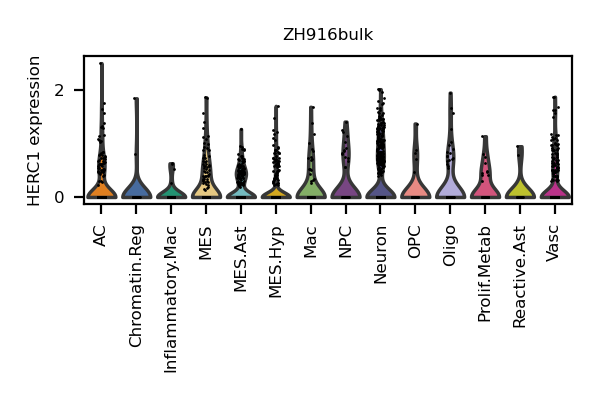 ZH916bulk
HERC1 expression
2
0
AC
Chromatin.Reg
Inflammatory.Mac
MES
MES.Ast
MES.Hyp
Mac
NPC
Neuron
OPC
Oligo
Prolif.Metab
Reactive.Ast
Vasc